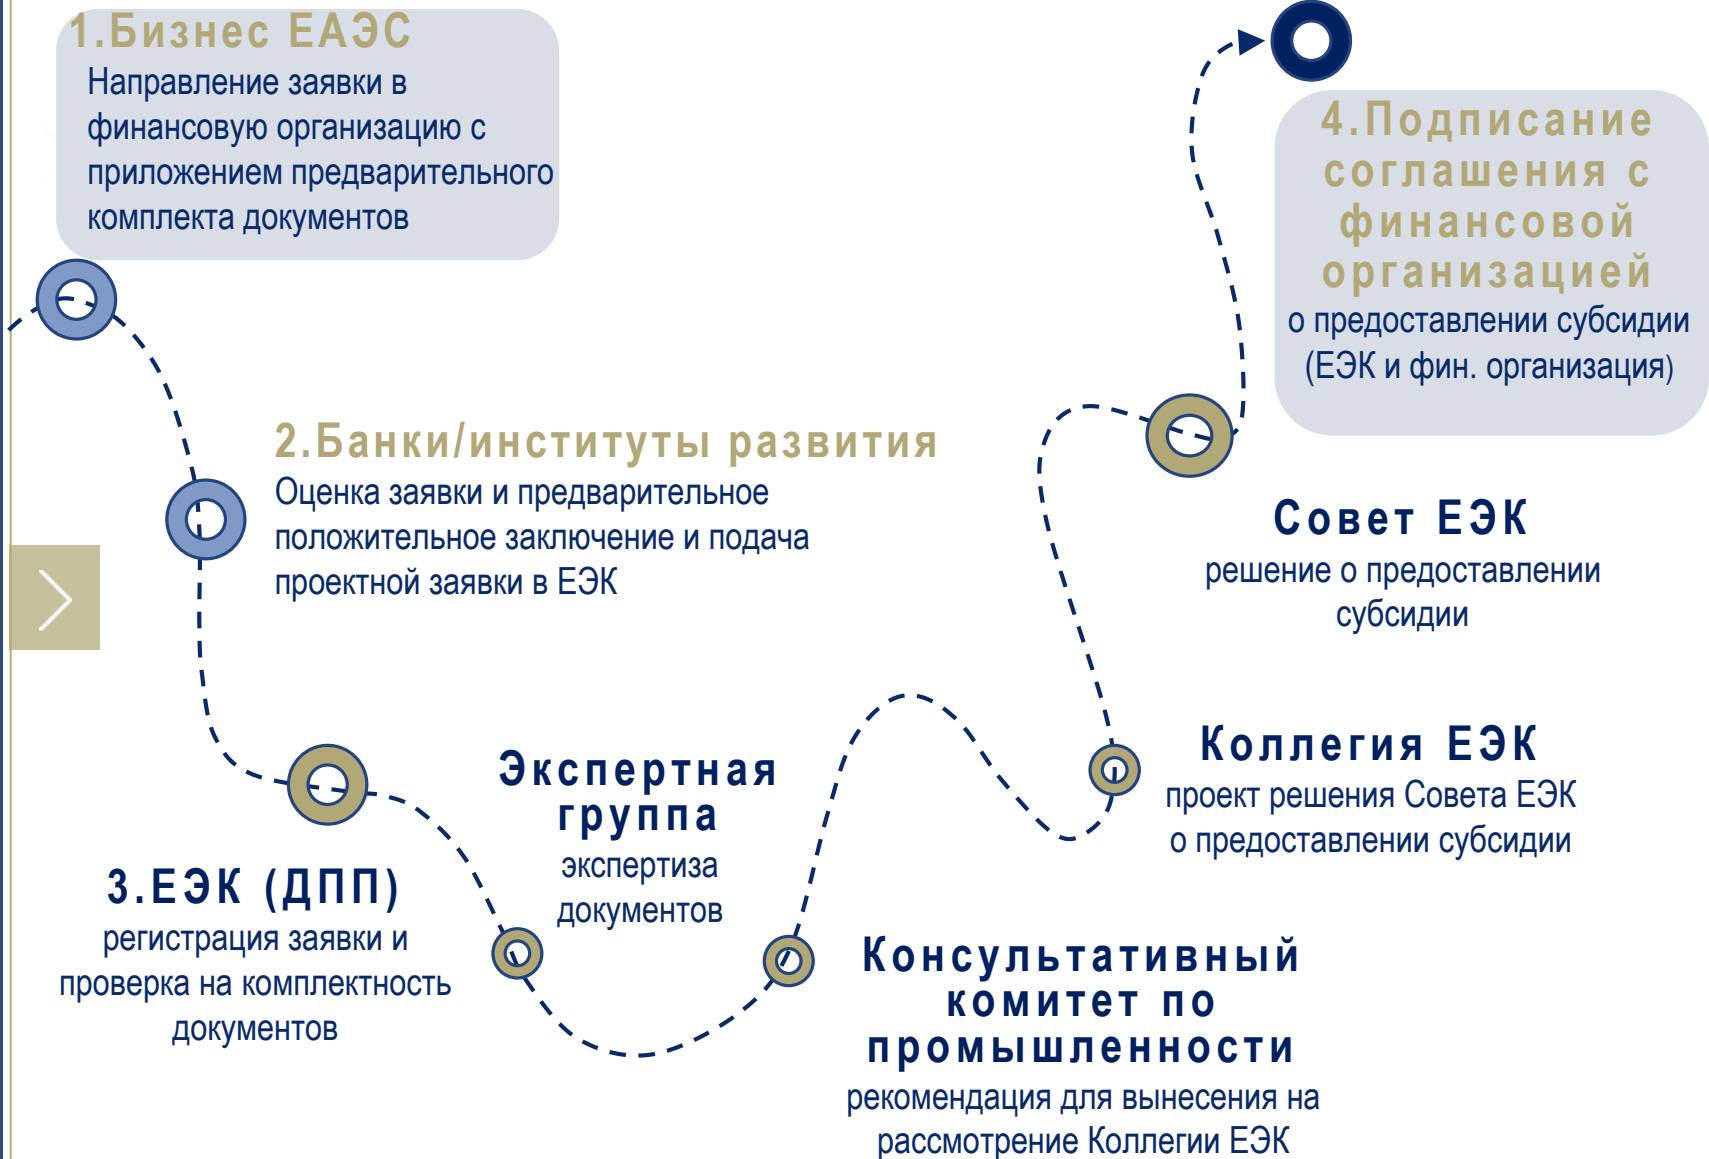 1.Бизнес ЕАЭС
Направление заявки в
финансовую организацию с
приложением предварительного
комплекта документов
2.Банки/институты развития
Оценка заявки и предварительное
положительное заключение и подача
проектной заявки в ЕЭК
3.ЕЭК (ДПП)
регистрация заявки и
проверка на комплектность
документов
Экспертная
группа
экспертиза
документов
Консультативный
комитет по
промышленности
рекомендация для вынесения на
рассмотрение Коллегии ЕЭК
Коллегия ЕЭК
проект решения Совета ЕЭК
о предоставлении субсидии
Совет ЕЭК
решение о предоставлении
субсидии
4.Подписание
соглашения с
финансовой
организацией
о предоставлении субсидии
(ЕЭК и фин. организация)